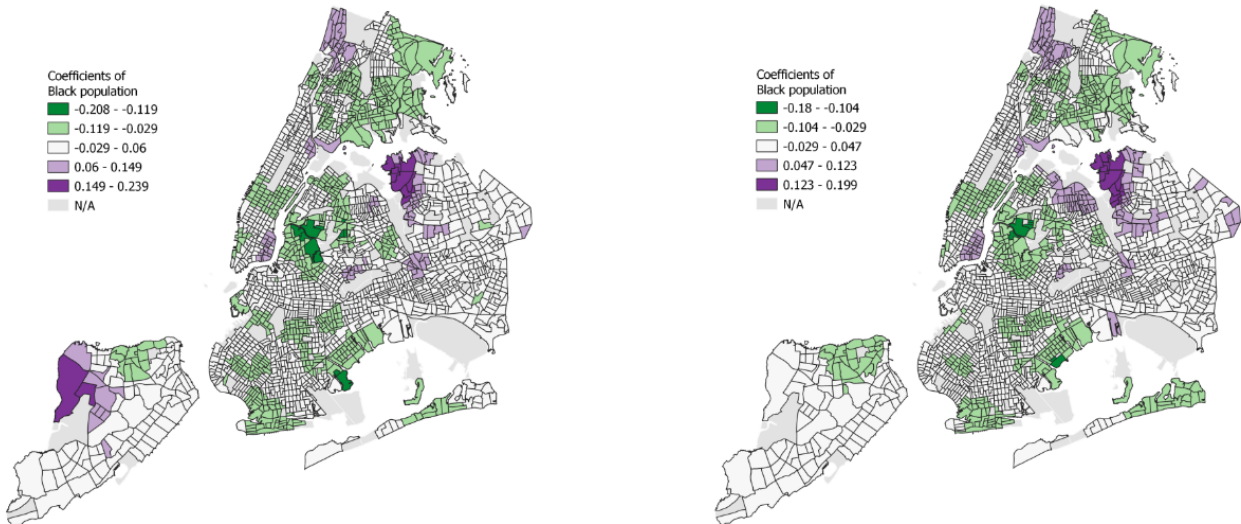 Coefficients of
Black population
-0.208 - -0.119
-0.119 - -0.029
-0.029 - 0.06
0.06 - 0.149
0.149 - 0.239
N/A
Coefficients of
Black population
-0.18 - -0.104
-0.104 - -0.029
-0.029 - 0.047
0.047 - 0.123
0.123 - 0.199
N/A